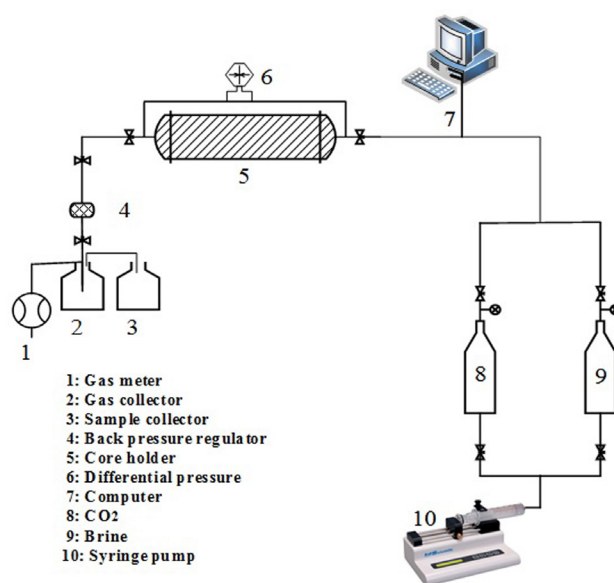 6
7
5
4
1
2
3
8
9
10
1: Gas meter
2: Gas collector
3: Sample collector
4: Back pressure regulator
5: Core holder
6: Differential pressure
7: Computer
8: CO2
9: Brine
10: Syringe pump